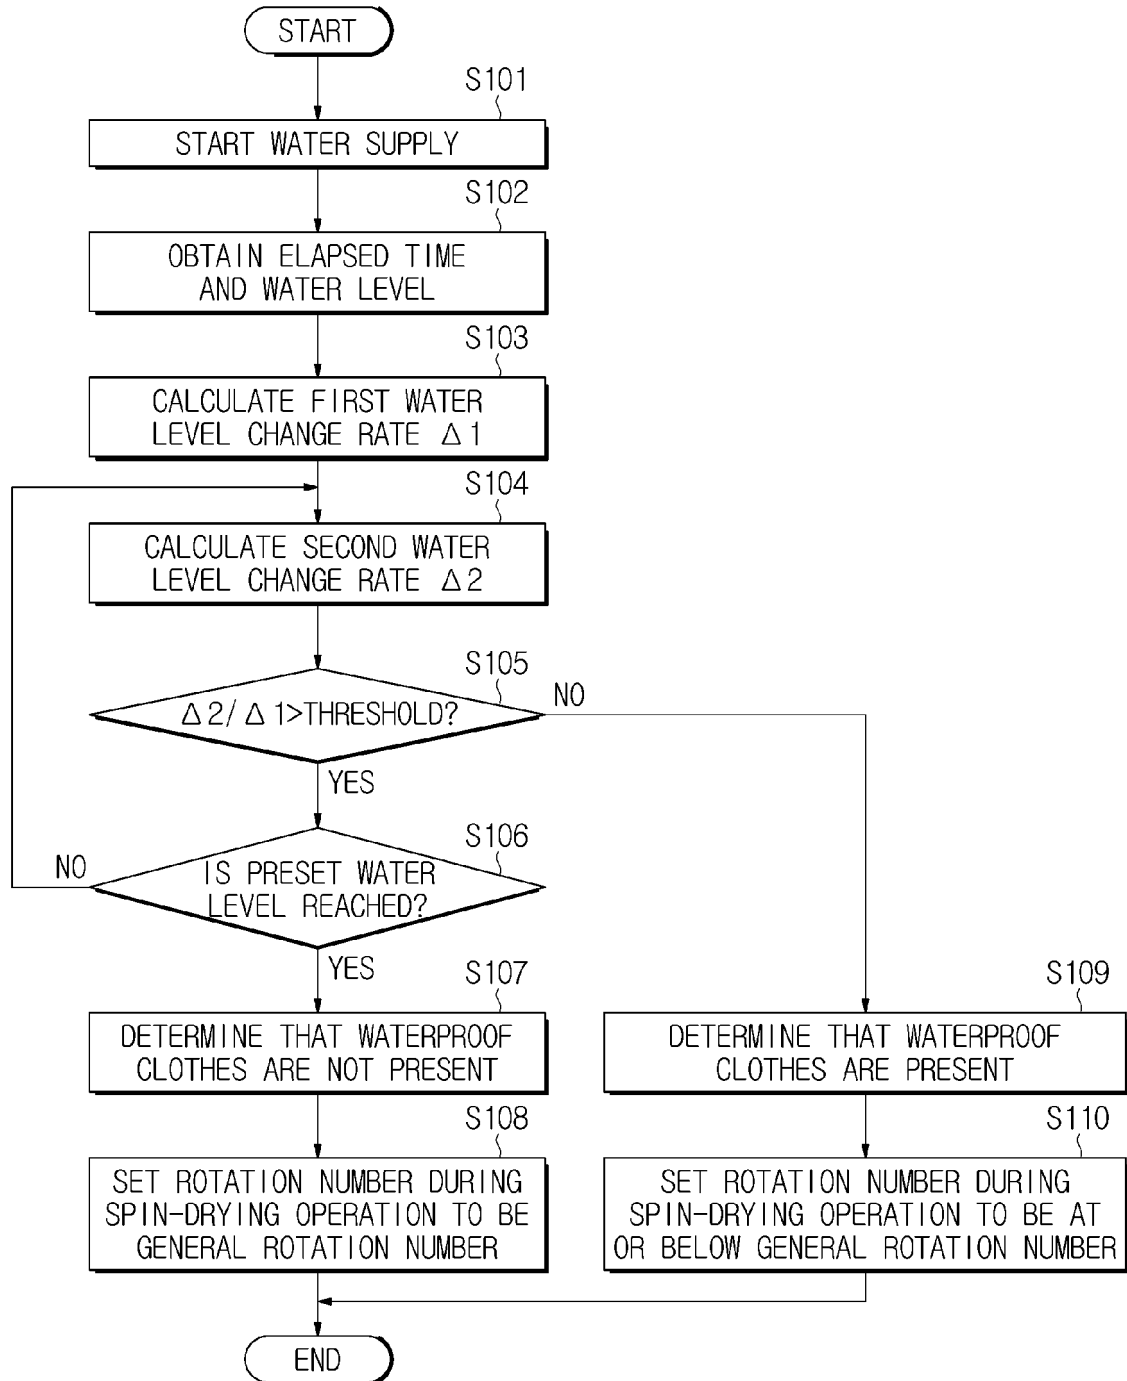 START
S101
START WATER SUPPLY
S102
OBTAIN ELAPSED TIME
AND WATER LEVEL
S103
CALCULATE FIRST WATER
LEVEL CHANGE RATE Δ1
S104
CALCULATE SECOND WATER
LEVEL CHANGE RATE Δ2
S105
Δ2/Δ1>THRESHOLD?
NO
YES
S106
IS PRESET WATER
LEVEL REACHED?
NO
YES
S107
DETERMINE THAT WATERPROOF
CLOTHES ARE NOT PRESENT
S108
SET ROTATION NUMBER DURING
SPIN-DRYING OPERATION TO BE
GENERAL ROTATION NUMBER
S109
DETERMINE THAT WATERPROOF
CLOTHES ARE PRESENT
S110
SET ROTATION NUMBER DURING
SPIN-DRYING OPERATION TO BE AT
OR BELOW GENERAL ROTATION NUMBER
END